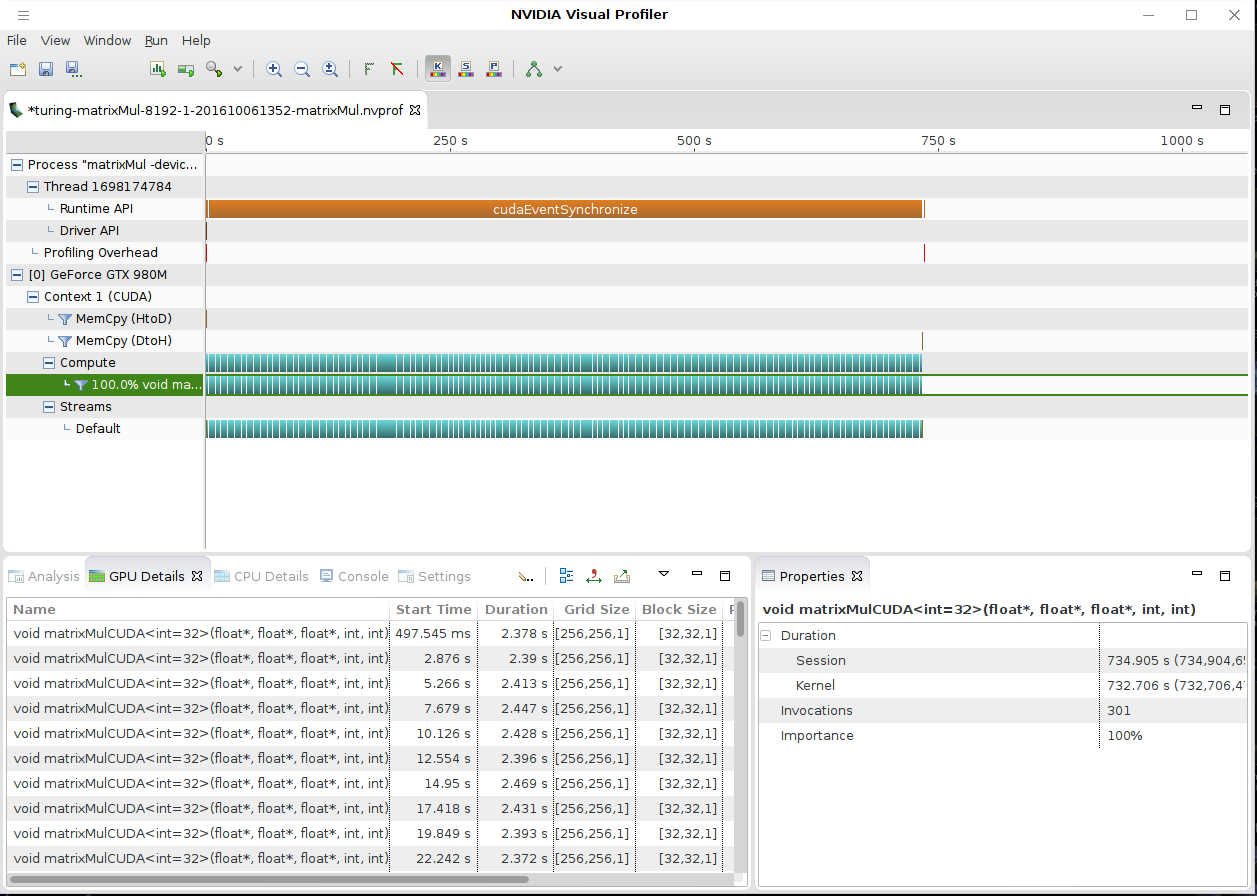 NVIDIA Visual Profiler
File View Window Run Help
K S P
*turing-matrixMul-8192-1-201610061352-matrixMul.nvprof
0 s 250 s 500 s 750 s 1000 s
Process "matrixMul -devic...
Thread 1698174784
Runtime API cudaEventSynchronize
Driver API
Profiling Overhead
[0] GeForce GTX 980M
Context 1 (CUDA)
MemCpy (HtoD)
MemCpy (DtoH)
Compute
100.0% void ma...
Streams
Default
Analysis GPU Details CPU Details Console Settings
Name Start Time Duration Grid Size Block Size
void matrixMulCUDA<int=32>(float*, float*, float*, int, int) 497.545 ms 2.378 s [256,256,1] [32,32,1]
void matrixMulCUDA<int=32>(float*, float*, float*, int, int) 2.876 s 2.39 s [256,256,1] [32,32,1]
void matrixMulCUDA<int=32>(float*, float*, float*, int, int) 5.266 s 2.413 s [256,256,1] [32,32,1]
void matrixMulCUDA<int=32>(float*, float*, float*, int, int) 7.679 s 2.447 s [256,256,1] [32,32,1]
void matrixMulCUDA<int=32>(float*, float*, float*, int, int) 10.126 s 2.428 s [256,256,1] [32,32,1]
void matrixMulCUDA<int=32>(float*, float*, float*, int, int) 12.554 s 2.396 s [256,256,1] [32,32,1]
void matrixMulCUDA<int=32>(float*, float*, float*, int, int) 14.95 s 2.469 s [256,256,1] [32,32,1]
void matrixMulCUDA<int=32>(float*, float*, float*, int, int) 17.418 s 2.431 s [256,256,1] [32,32,1]
void matrixMulCUDA<int=32>(float*, float*, float*, int, int) 19.849 s 2.393 s [256,256,1] [32,32,1]
void matrixMulCUDA<int=32>(float*, float*, float*, int, int) 22.242 s 2.372 s [256,256,1] [32,32,1]
Properties
void matrixMulCUDA<int=32>(float*, float*, float*, int, int)
Duration
Session 734.905 s
Kernel 732.706 s
Invocations 301
Importance 100%